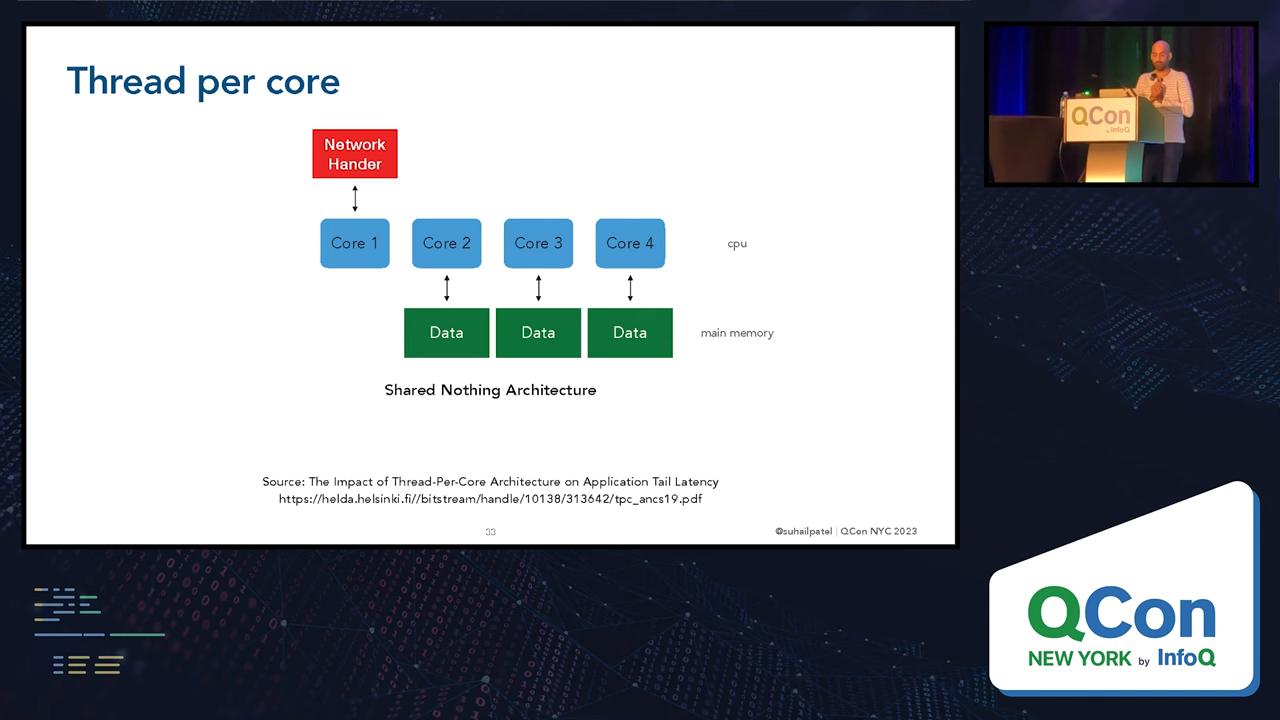 Thread per core
Network
Hander
Core 1
Core 2
Core 3
Core 4
cpu
Data
Data
Data
main memory
Shared Nothing Architecture
Source: The Impact of Thread-Per-Core Architecture on Application Tail Latency
https://helda.helsinki.fi//bitstream/handle/10138/313642/tpc_ancs19.pdf
33
@suhailpatel | QCon NYC 2023
QCon
by InfoQ
QCon
NEW YORK by InfoQ